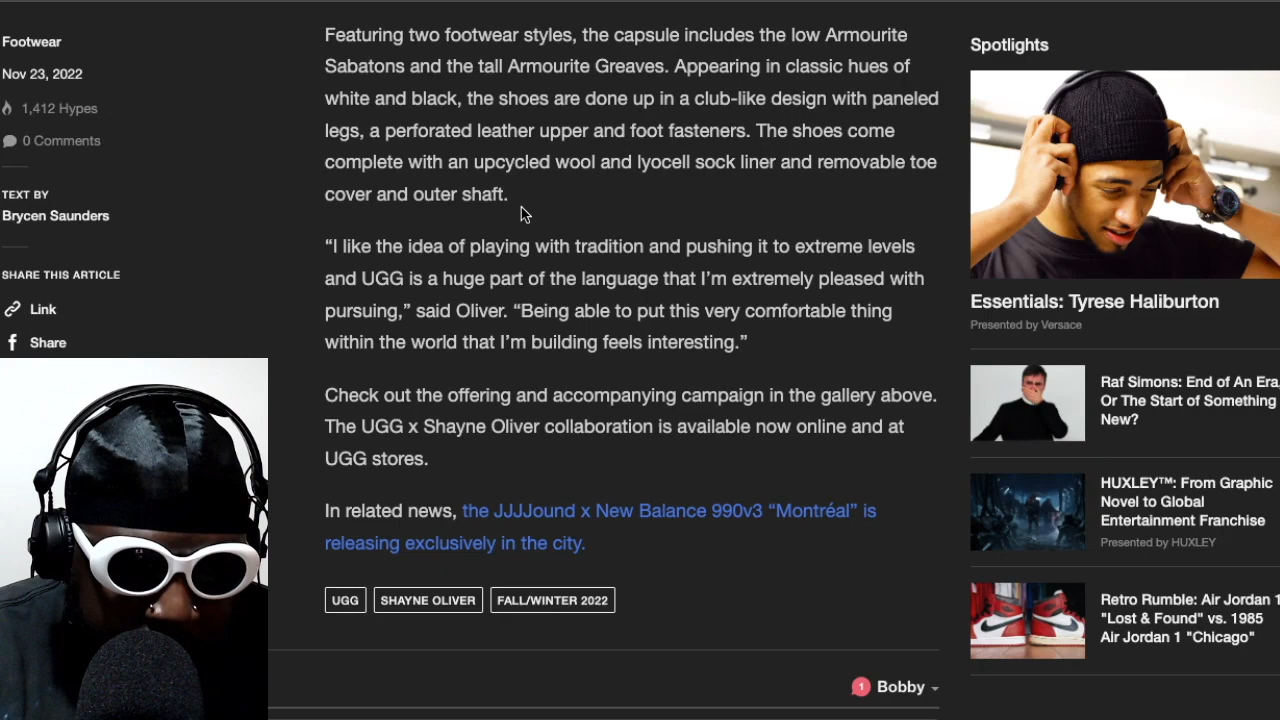 Footwear
Nov 23, 2022
1,412 Hypes
0 Comments
TEXT BY
Brycen Saunders
SHARE THIS ARTICLE
Link
Share
Featuring two footwear styles, the capsule includes the low Armourite
Sabatons and the tall Armourite Greaves. Appearing in classic hues of
white and black, the shoes are done up in a club-like design with paneled
legs, a perforated leather upper and foot fasteners. The shoes come
complete with an upcycled wool and lyocell sock liner and removable toe
cover and outer shaft.
“I like the idea of playing with tradition and pushing it to extreme levels
and UGG is a huge part of the language that I’m extremely pleased with
pursuing,” said Oliver. “Being able to put this very comfortable thing
within the world that I’m building feels interesting.”
Check out the offering and accompanying campaign in the gallery above.
The UGG x Shayne Oliver collaboration is available now online and at
UGG stores.
In related news, the JJJJound x New Balance 990v3 “Montréal” is
releasing exclusively in the city.
UGG
SHAYNE OLIVER
FALL/WINTER 2022
1 Bobby
Spotlights
Essentials: Tyrese Haliburton
Presented by Versace
Raf Simons: End of An Era,
Or The Start of Something
New?
HUXLEY™: From Graphic
Novel to Global
Entertainment Franchise
Presented by HUXLEY
Retro Rumble: Air Jordan 1
"Lost & Found" vs. 1985
Air Jordan 1 "Chicago"